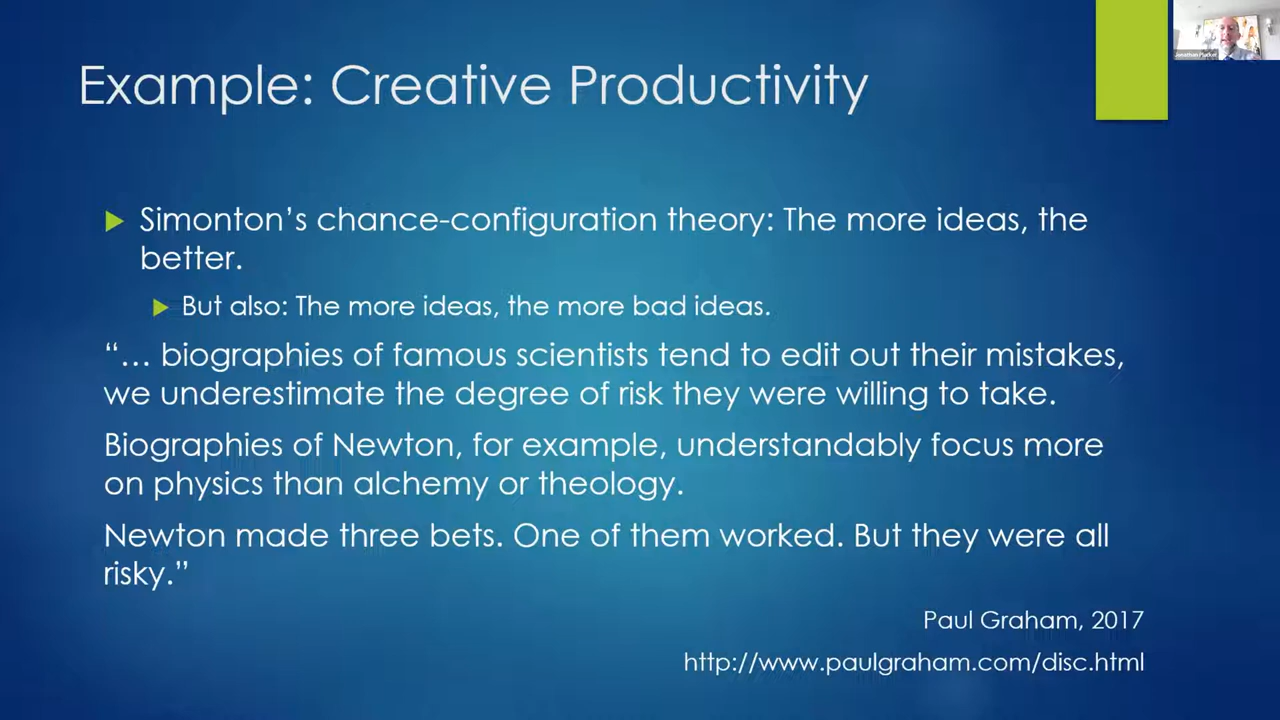 Example: Creative Productivity
Jonathan Plucker
Simonton’s chance-configuration theory: The more ideas, the
better.
But also: The more ideas, the more bad ideas.
“… biographies of famous scientists tend to edit out their mistakes,
we underestimate the degree of risk they were willing to take.
Biographies of Newton, for example, understandably focus more
on physics than alchemy or theology.
Newton made three bets. One of them worked. But they were all
risky.”
Paul Graham, 2017
http://www.paulgraham.com/disc.html